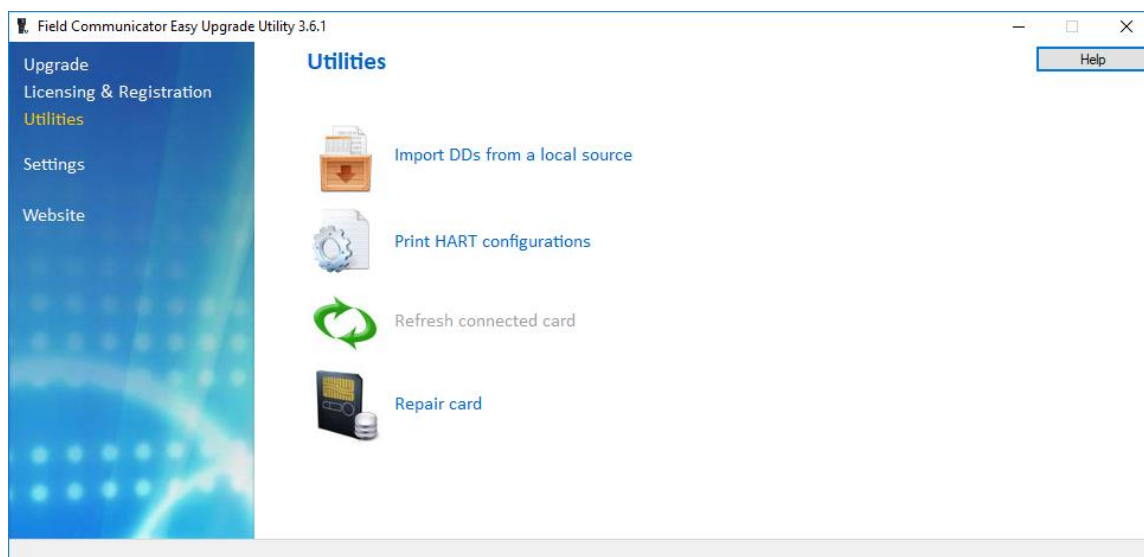 Field Communicator Easy Upgrade Utility 3.6.1
Upgrade
Licensing & Registration
Utilities
Settings
Website
Utilities
Help
Import DDs from a local source
Print HART configurations
Refresh connected card
Repair card